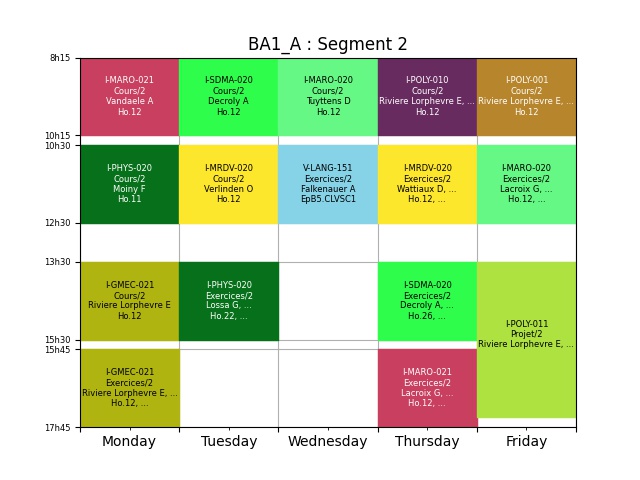 BA1_A : Segment 2
8h15
I-MARO-021
Cours/2
Vandaele A
Ho.12
I-SDMA-020
Cours/2
Decroly A
Ho.12
I-MARO-020
Cours/2
Tuyttens D
Ho.12
I-POLY-010
Cours/2
Riviere Lorphevre E, ...
Ho.12
I-POLY-001
Cours/2
Riviere Lorphevre E, ...
Ho.12
10h15
10h30
I-PHYS-020
Cours/2
Moiny F
Ho.11
I-MRDV-020
Cours/2
Verlinden O
Ho.12
V-LANG-151
Exercices/2
Falkenauer A
EpB5.CLVSC1
I-MRDV-020
Exercices/2
Wattiaux D, ...
Ho.12, ...
I-MARO-020
Exercices/2
Lacroix G, ...
Ho.12, ...
12h30
13h30
I-GMEC-021
Cours/2
Riviere Lorphevre E
Ho.12
I-PHYS-020
Exercices/2
Lossa G, ...
Ho.22, ...
I-SDMA-020
Exercices/2
Decroly A, ...
Ho.26, ...
I-POLY-011
Projet/2
Riviere Lorphevre E, ...
15h30
15h45
I-GMEC-021
Exercices/2
Riviere Lorphevre E, ...
Ho.12, ...
I-MARO-021
Exercices/2
Lacroix G, ...
Ho.12, ...
17h45
Monday
Tuesday
Wednesday
Thursday
Friday